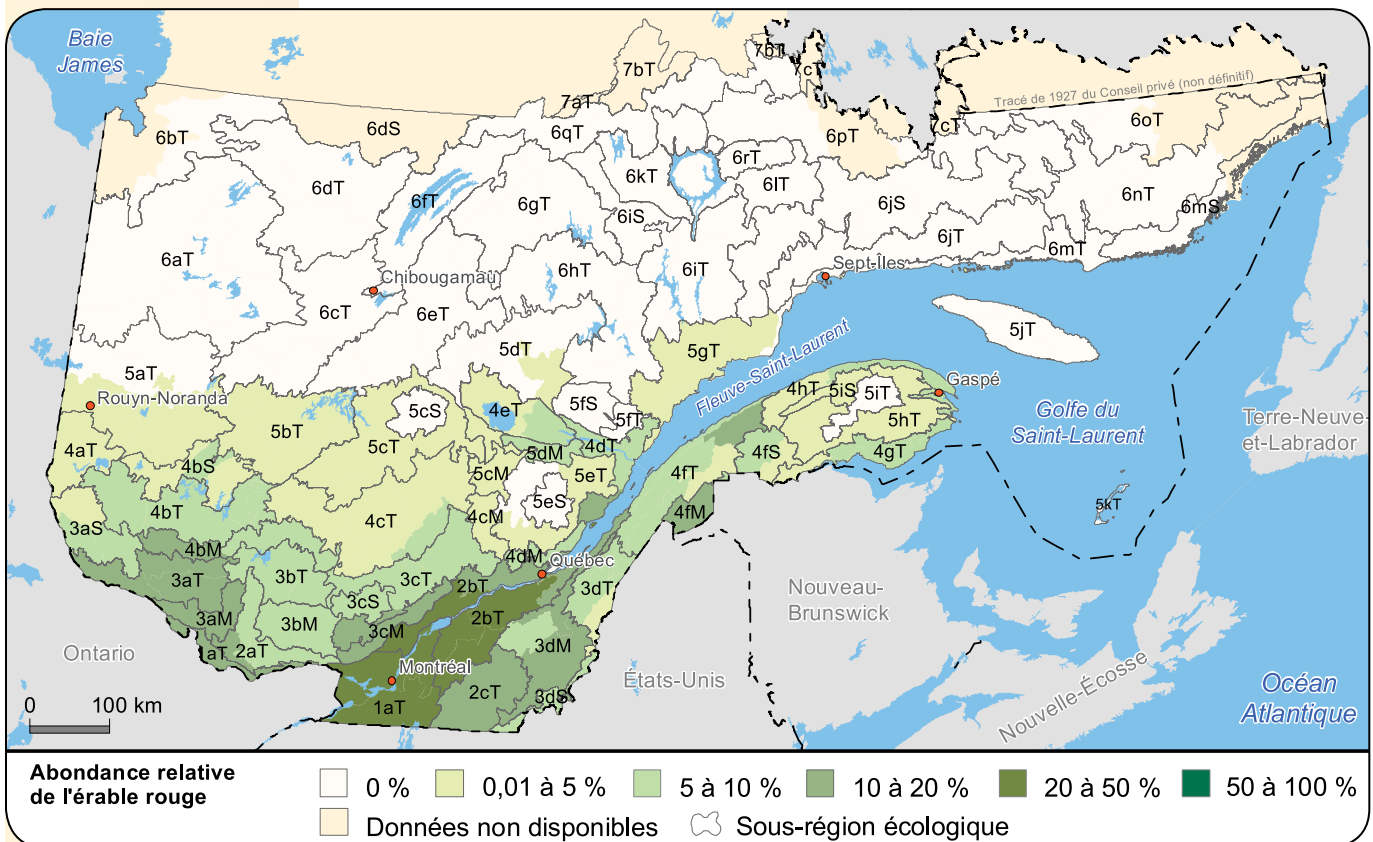 Baie
James
7bT
7bT
7cT
7aT
Tracé de 1927 du Conseil privé (non définitif)
6bT
6dS
6qT
6pT
7cT
6oT
6dT
6fT
6gT
6kT
6rT
6lT
6iS
6jS
6nT
6mS
6jT
6mT
6aT
6hT
6iT
Sept-Îles
Chibougamau
6cT
6eT
5jT
5dT
5gT
5aT
Fleuve-Saint-Laurent
Rouyn-Noranda
5cS
4eT
5fS
5fT
4hT
5iS
5iT
Gaspé
5hT
Golfe du
Saint-Laurent
Terre-Neuve-
et-Labrador
4aT
5bT
5cT
4bS
5dM
4dT
4fS
4gT
5cM
5eT
4fT
5eS
5kT
3aS
4bT
4cT
4cM
4fM
4bM
4dM
Québec
3aT
3bT
3cT
2bT
3dT
Nouveau-
Brunswick
3cS
3aM
3bM
3cM
2bT
3dM
Ontario
1aT
2aT
Montréal
États-Unis
Nouvelle-Écosse
Océan
Atlantique
2cT
3dS
1aT
0
100 km
Abondance relative
de l'érable rouge
0 %
0,01 à 5 %
5 à 10 %
10 à 20 %
20 à 50 %
50 à 100 %
Données non disponibles
Sous-région écologique